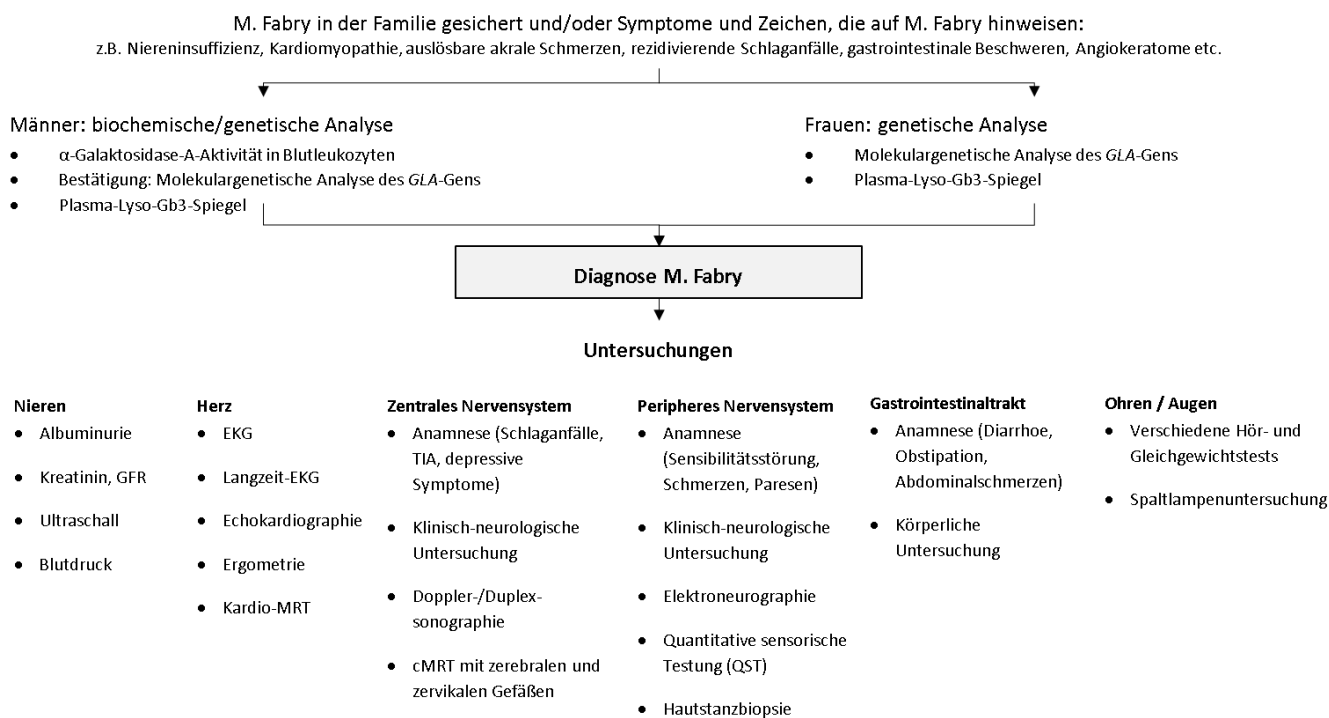 M. Fabry in der Familie gesichert und/oder Symptome und Zeichen, die auf M. Fabry hinweisen:
z.B. Niereninsuffizienz, Kardiomyopathie, auslösbare akrale Schmerzen, rezidivierende Schlaganfälle, gastrointestinale Beschweren, Angiokeratome etc.
Männer: biochemische/genetische Analyse
• α-Galaktosidase-A-Aktivität in Blutleukozyten
• Bestätigung: Molekulargenetische Analyse des GLA-Gens
• Plasma-Lyso-Gb3-Spiegel
Frauen: genetische Analyse
• Molekulargenetische Analyse des GLA-Gens
• Plasma-Lyso-Gb3-Spiegel
Diagnose M. Fabry
Untersuchungen
Nieren
• Albuminurie
• Kreatinin, GFR
• Ultraschall
• Blutdruck
Herz
• EKG
• Langzeit-EKG
• Echokardiographie
• Ergometrie
• Kardio-MRT
Zentrales Nervensystem
• Anamnese (Schlaganfälle,
TIA, depressive
Symptome)
• Klinisch-neurologische
Untersuchung
• Doppler-/Duplex-
sonographie
• cMRT mit zerebralen und
zervikalen Gefäßen
Peripheres Nervensystem
• Anamnese
(Sensibilitätsstörung,
Schmerzen, Paresen)
• Klinisch-neurologische
Untersuchung
• Elektroneurographie
• Quantitative sensorische
Testung (QST)
• Hautstanzbiopsie
Gastrointestinaltrakt
• Anamnese (Diarrhoe,
Obstipation,
Abdominalschmerzen)
• Körperliche
Untersuchung
Ohren / Augen
• Verschiedene Hör- und
Gleichgewichtstests
• Spaltlampenuntersuchung